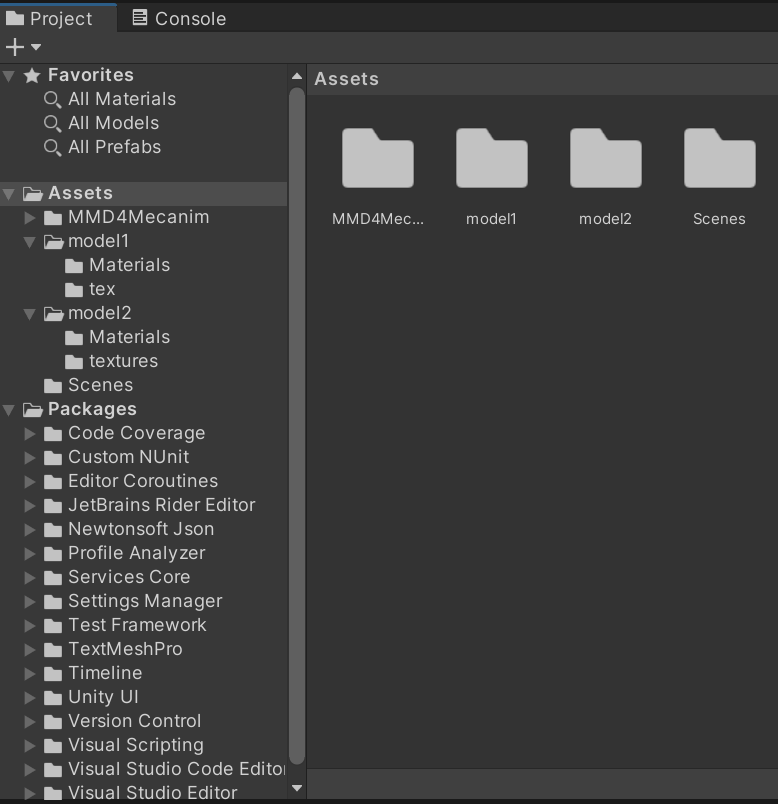 Project
Console
Favorites
All Materials
All Models
All Prefabs
Assets
MMD4Mecanim
model1
Materials
tex
model2
Materials
textures
Scenes
Packages
Code Coverage
Custom NUnit
Editor Coroutines
JetBrains Rider Editor
Newtonsoft Json
Profile Analyzer
Services Core
Settings Manager
Test Framework
TextMeshPro
Timeline
Unity UI
Version Control
Visual Scripting
Visual Studio Code Editor
Visual Studio Editor
Assets
MMD4Mec...
model1
model2
Scenes